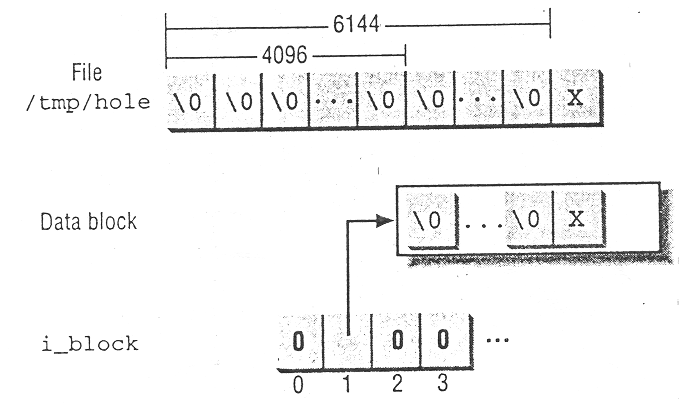 6144
4096
File
/tmp/hole
\0 \0 \0 ... \0 \0 ... \0 X
Data block
\0 ... \0 X
i_block
0 0 0 ...
0 1 2 3